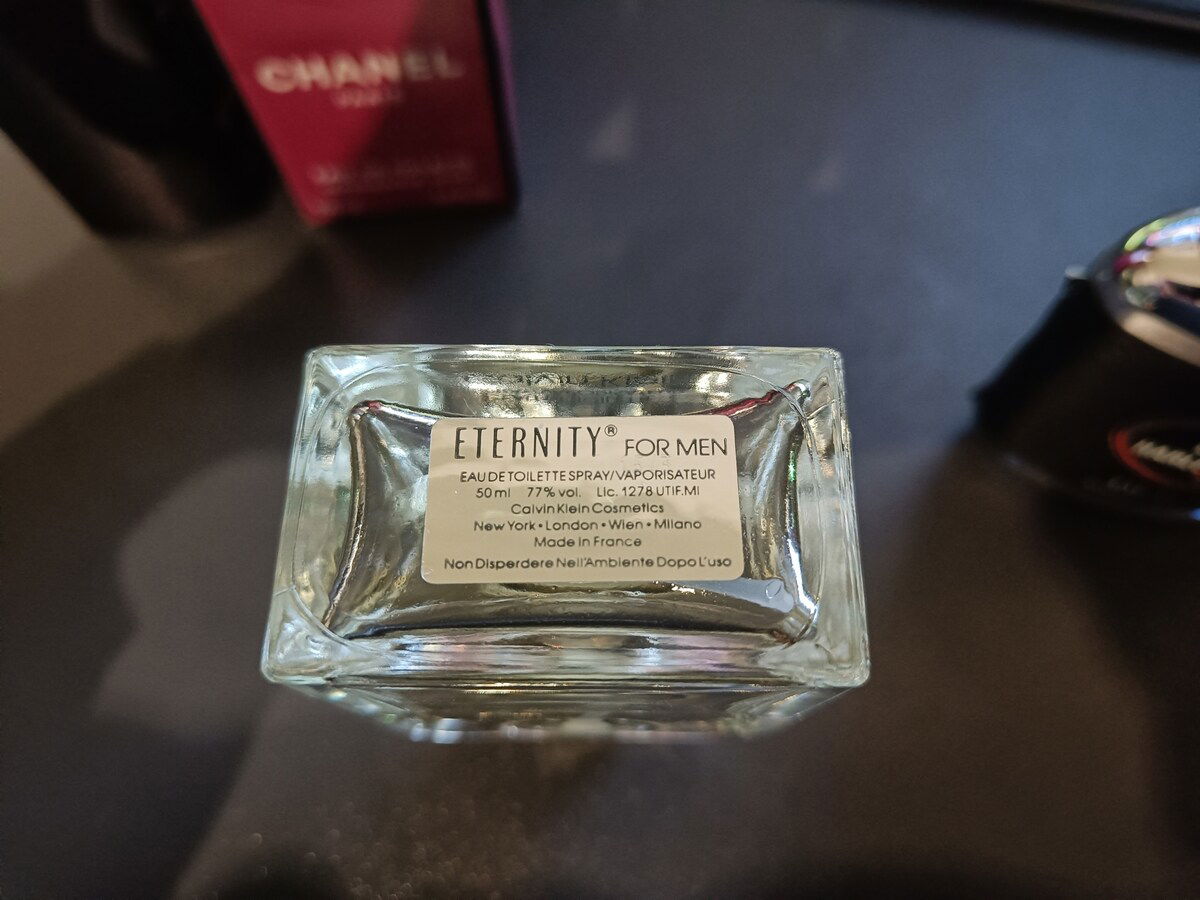 CHANEL
ETERNITY® FOR MEN
EAU DE TOILETTE SPRAY/VAPORISATEUR
50 ml 77% vol. Lic. 1278 UTIF.MI
Calvin Klein Cosmetics
New York • London • Wien • Milano
Made in France
Non Disperdere Nell'Ambiente Dopo L'uso